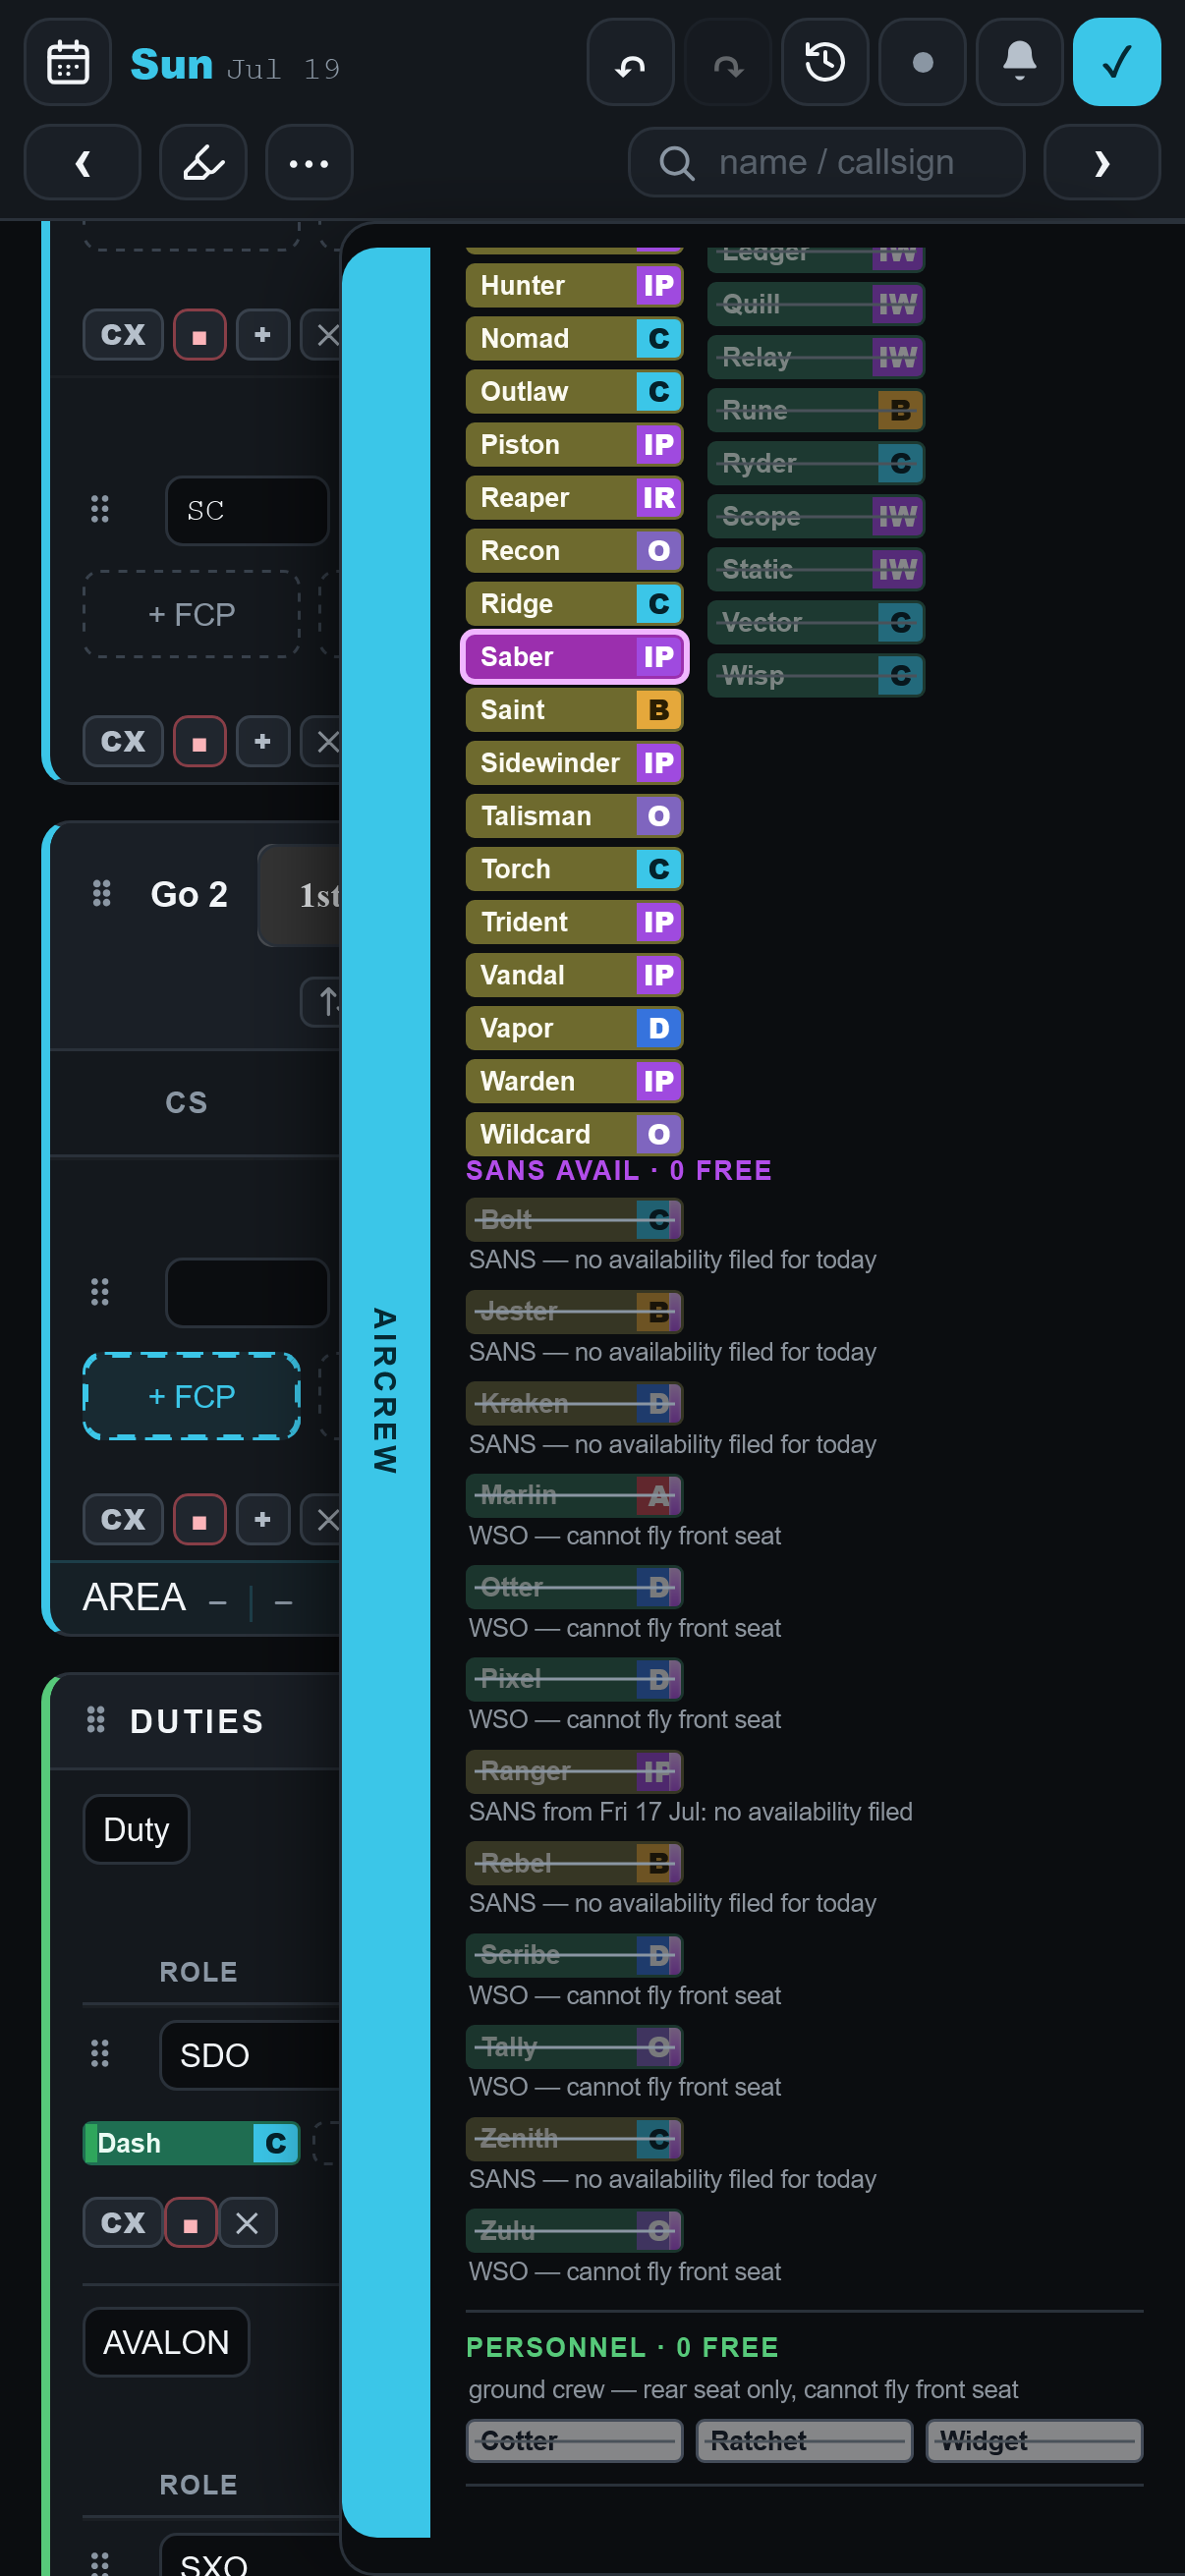 Sun Jul 19
name / callsign
Ledger IW
Hunter IP
Quill IW
Nomad C
Relay IW
Outlaw C
Rune B
Piston IP
Ryder C
Reaper IR
Scope IW
Recon O
Static IW
Ridge C
Vector C
Saber IP
Wisp C
Saint B
Sidewinder IP
Talisman O
Torch C
Trident IP
Vandal IP
Vapor D
Warden IP
Wildcard O
SANS AVAIL · 0 FREE
Bolt C
SANS — no availability filed for today
Jester B
SANS — no availability filed for today
Kraken D
SANS — no availability filed for today
Marlin A
WSO — cannot fly front seat
Otter D
WSO — cannot fly front seat
Pixel D
WSO — cannot fly front seat
Ranger IP
SANS from Fri 17 Jul: no availability filed
Rebel B
SANS — no availability filed for today
Scribe D
WSO — cannot fly front seat
Tally O
WSO — cannot fly front seat
Zenith C
SANS — no availability filed for today
Zulu O
WSO — cannot fly front seat
PERSONNEL · 0 FREE
ground crew — rear seat only, cannot fly front seat
Cotter Ratchet Widget
AIRCREW
CX +
SC
+ FCP
CX +
Go 2 1st
CS
+ FCP
CX +
AREA – | –
DUTIES
Duty
ROLE
SDO
Dash C
CX
AVALON
ROLE
SXO